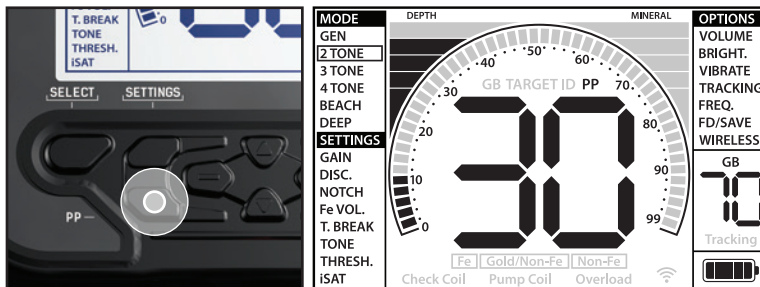 T. BREAK
TONE
THRESH.
iSAT
0
SELECT
SETTINGS
PP
MODE
GEN
2 TONE
3 TONE
4 TONE
BEACH
DEEP
SETTINGS
GAIN
DISC.
NOTCH
Fe VOL.
T. BREAK
TONE
THRESH.
iSAT
DEPTH
MINERAL
0
10
20
30
40
50
60
70
80
90
99
GB TARGET ID PP
30
Fe Gold/Non-Fe Non-Fe
Check Coil Pump Coil Overload
OPTIONS
VOLUME
BRIGHT.
VIBRATE
TRACKING
FREQ.
FD/SAVE
WIRELESS
GB
70
Tracking